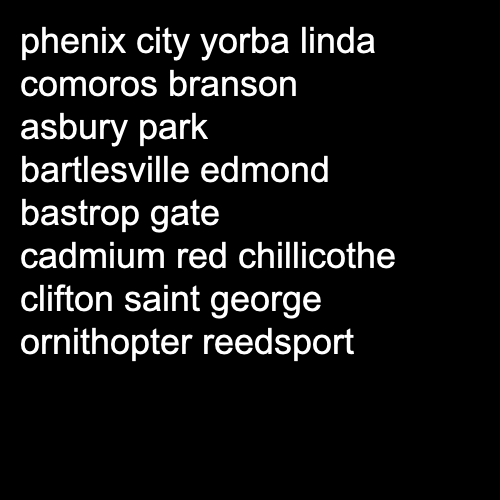 phenix city yorba linda
comoros branson
asbury park
bartlesville edmond
bastrop gate
cadmium red chillicothe
clifton saint george
ornithopter reedsport